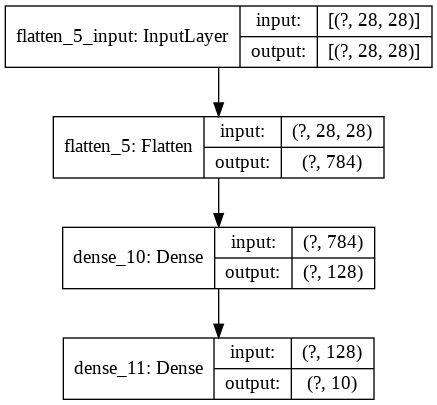 flatten_5_input: InputLayer
input: [(?, 28, 28)]
output: [(?, 28, 28)]
flatten_5: Flatten
input: (?, 28, 28)
output: (?, 784)
dense_10: Dense
input: (?, 784)
output: (?, 128)
dense_11: Dense
input: (?, 128)
output: (?, 10)